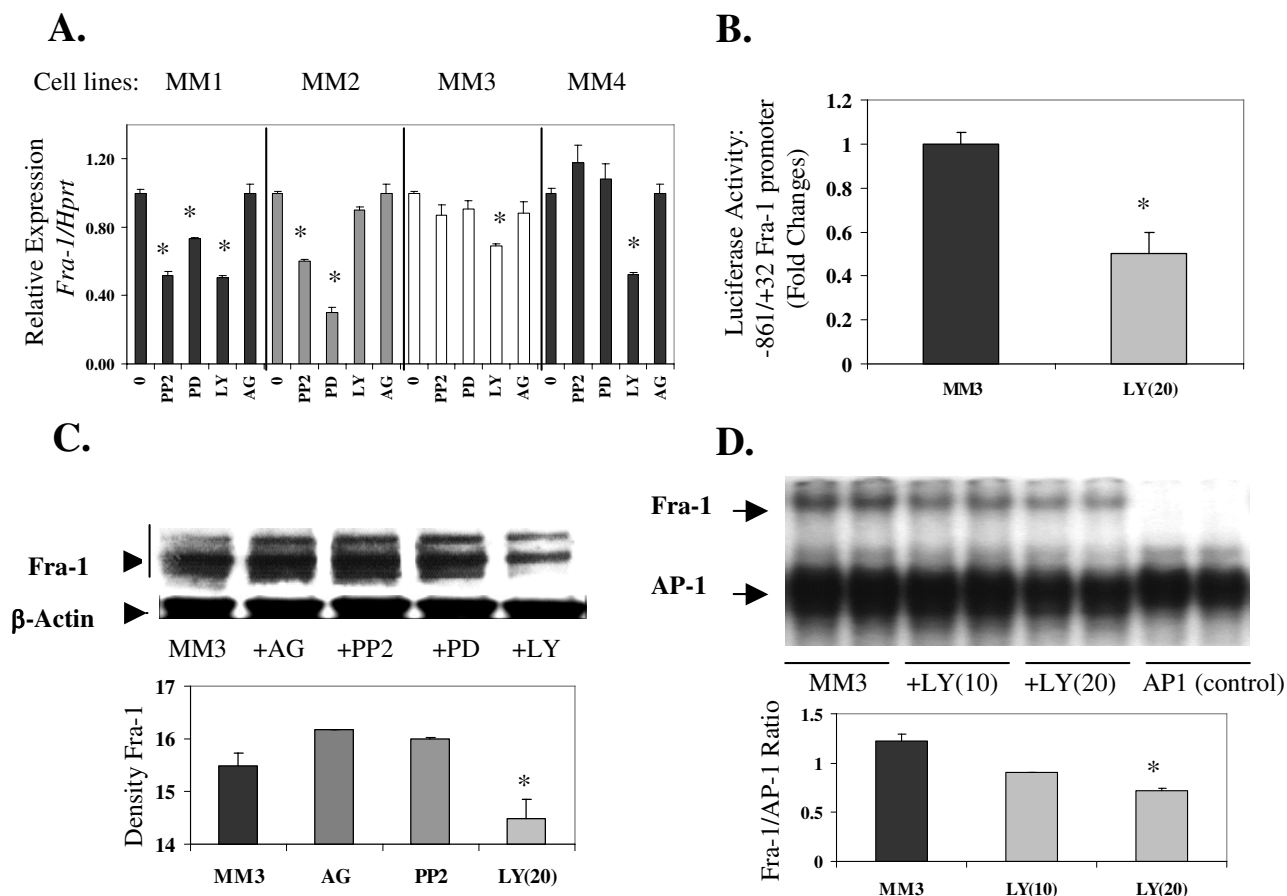 A.
Cell lines: MM1 MM2 MM3 MM4
Relative Expression
Fra-1/Hprt
1.20
0.80
0.40
0.00
* * *
* *
*
*
0 PP2 PD LY AG 0 PP2 PD LY AG 0 PP2 PD LY AG 0 PP2 PD LY AG
B.
Luciferase Activity:
-861/+32 Fra-1 promoter
(Fold Changes)
1.2
1
0.8
0.6
0.4
0.2
0
*
MM3 LY(20)
C.
Fra-1
β-Actin
MM3 +AG +PP2 +PD +LY
Density Fra-1
17
16
15
14
*
MM3 AG PP2 LY(20)
D.
Fra-1
AP-1
MM3 +LY(10) +LY(20) AP1 (control)
Fra-1/AP-1 Ratio
1.5
1
0.5
0
*
MM3 LY(10) LY(20)